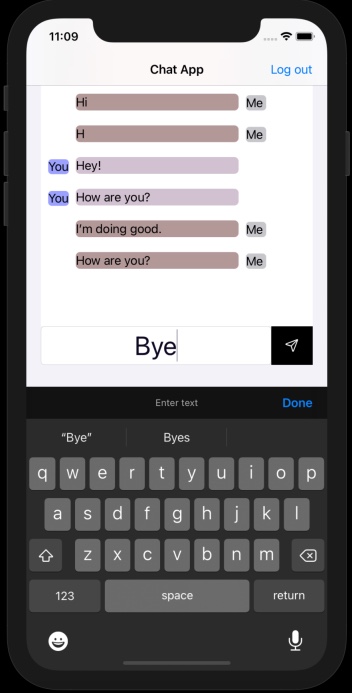 11:09
Chat App Log out
Hi Me
H Me
You Hey!
You How are you?
I'm doing good. Me
How are you? Me
Bye
Enter text Done
“Bye” Byes
q w e r t y u i o p
a s d f g h j k l
z x c v b n m
123 space return